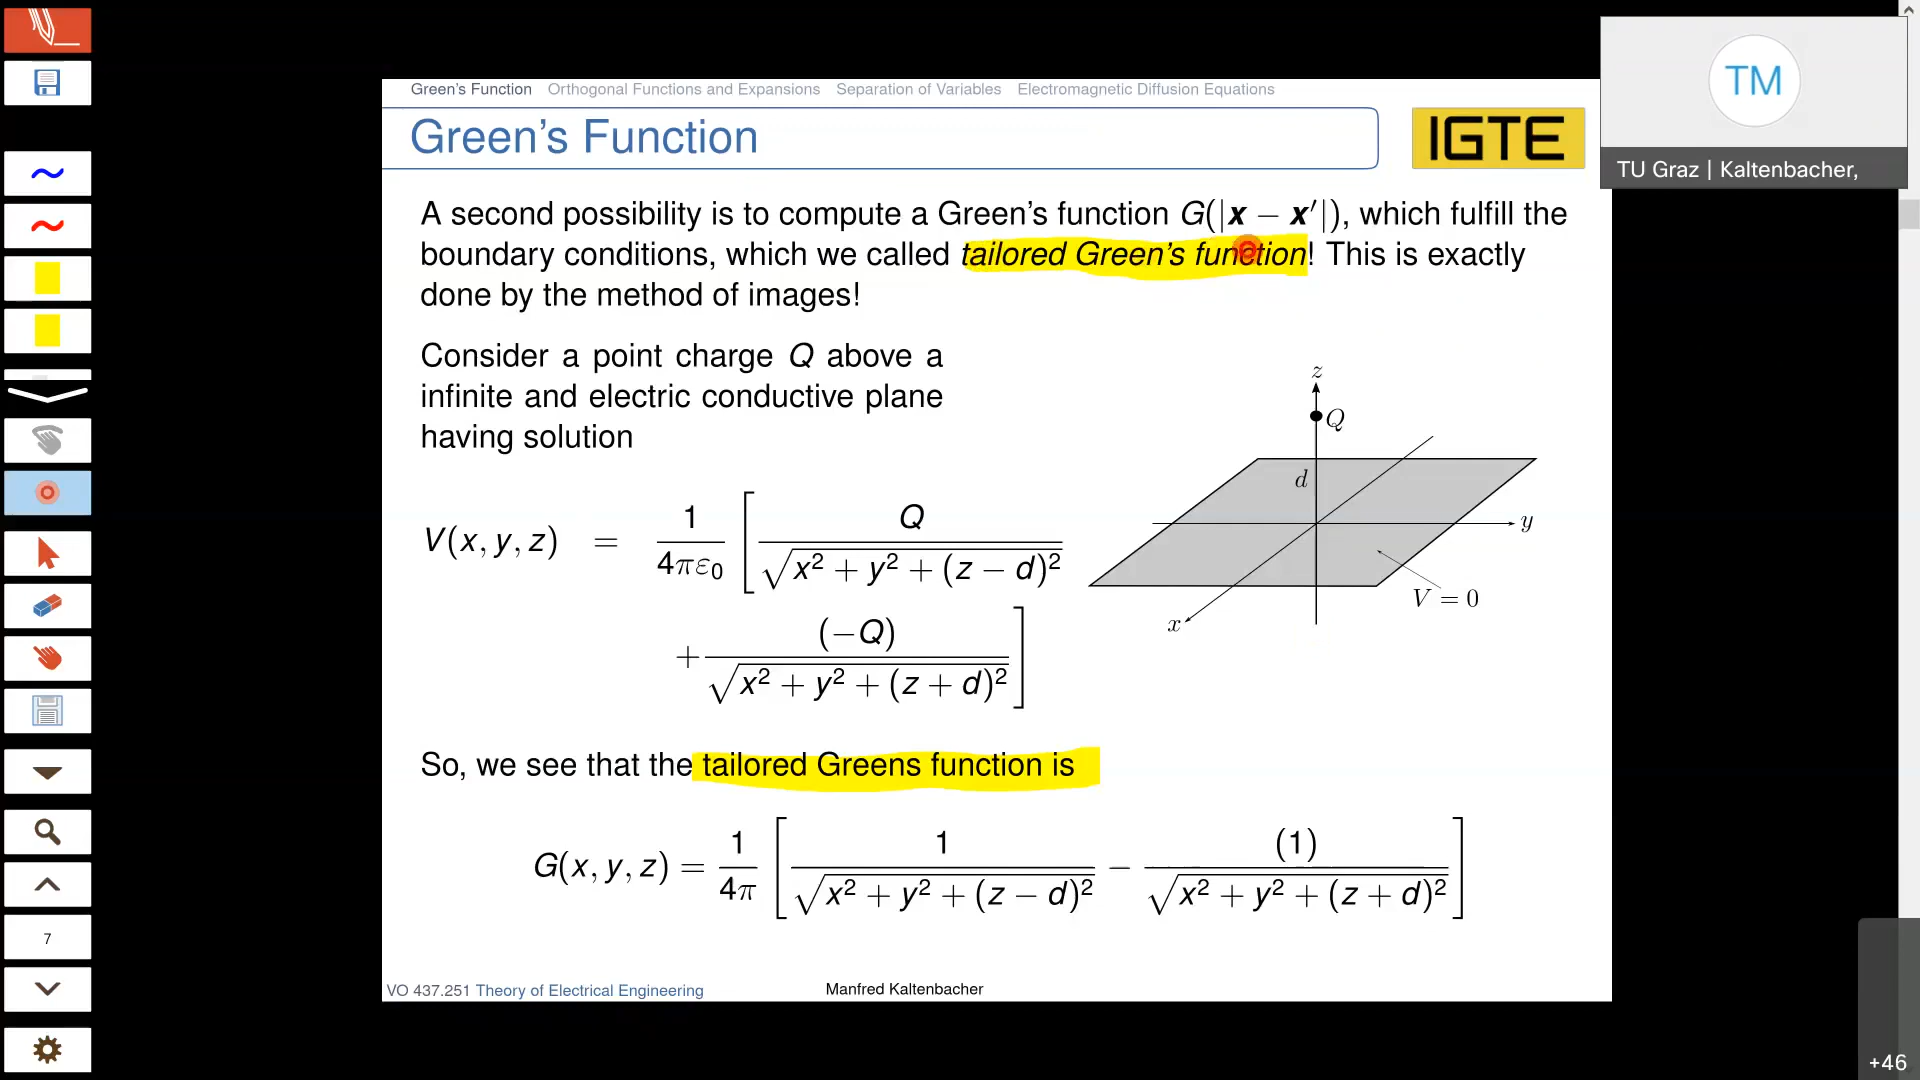 Green's Function Orthogonal Functions and Expansions Separation of Variables Electromagnetic Diffusion Equations
Green's Function
IGTE
TM
TU Graz | Kaltenbacher,
A second possibility is to compute a Green's function G(|x − x′|), which fulfill the
boundary conditions, which we called tailored Green's function! This is exactly
done by the method of images!
Consider a point charge Q above a
infinite and electric conductive plane
having solution
V(x, y, z) = 1/(4πε₀) [ Q/√(x² + y² + (z − d)²)
+ (−Q)/√(x² + y² + (z + d)²) ]
z
Q
d
y
V = 0
x
So, we see that the tailored Greens function is
G(x, y, z) = 1/(4π) [ 1/√(x² + y² + (z − d)²) − (1)/√(x² + y² + (z + d)²) ]
VO 437.251 Theory of Electrical Engineering
Manfred Kaltenbacher
7
+46